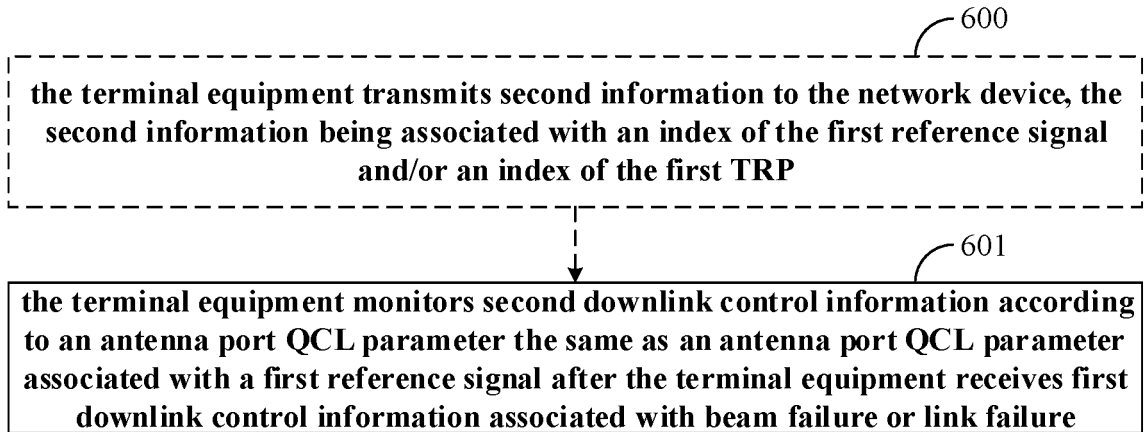 600
the terminal equipment transmits second information to the network device, the
second information being associated with an index of the first reference signal
and/or an index of the first TRP
601
the terminal equipment monitors second downlink control information according
to an antenna port QCL parameter the same as an antenna port QCL parameter
associated with a first reference signal after the terminal equipment receives first
downlink control information associated with beam failure or link failure